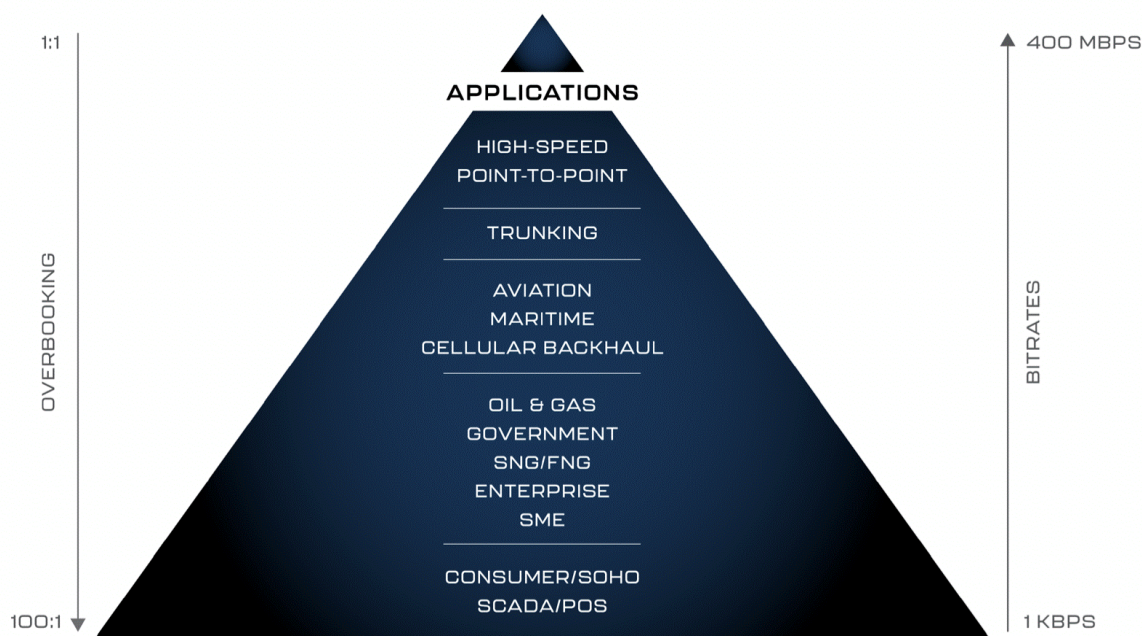 1:1
400 MBPS
APPLICATIONS
HIGH-SPEED
POINT-TO-POINT
TRUNKING
AVIATION
MARITIME
CELLULAR BACKHAUL
OVERBOOKING
BITRATES
OIL & GAS
GOVERNMENT
SNG/FNG
ENTERPRISE
SME
CONSUMER/SOHO
SCADA/POS
100:1
1 KBPS